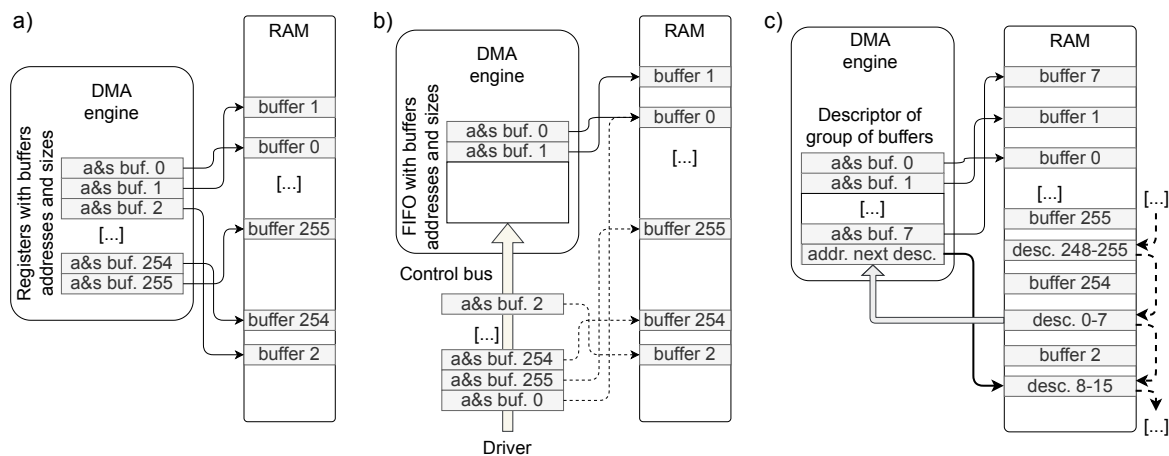 a)
DMA
engine
Registers with buffers
addresses and sizes
a&s buf. 0
a&s buf. 1
a&s buf. 2
[...]
a&s buf. 254
a&s buf. 255
RAM
buffer 1
buffer 0
[...]
buffer 255
buffer 254
buffer 2
b)
DMA
engine
FIFO with buffers
addresses and sizes
a&s buf. 0
a&s buf. 1
Control bus
a&s buf. 2
[...]
a&s buf. 254
a&s buf. 255
a&s buf. 0
Driver
RAM
buffer 1
buffer 0
[...]
buffer 255
buffer 254
buffer 2
c)
DMA
engine
Descriptor of
group of buffers
a&s buf. 0
a&s buf. 1
[...]
a&s buf. 7
addr. next desc.
RAM
buffer 7
buffer 1
buffer 0
[...]
buffer 255
desc. 248-255
buffer 254
desc. 0-7
buffer 2
desc. 8-15
[...]
[...]